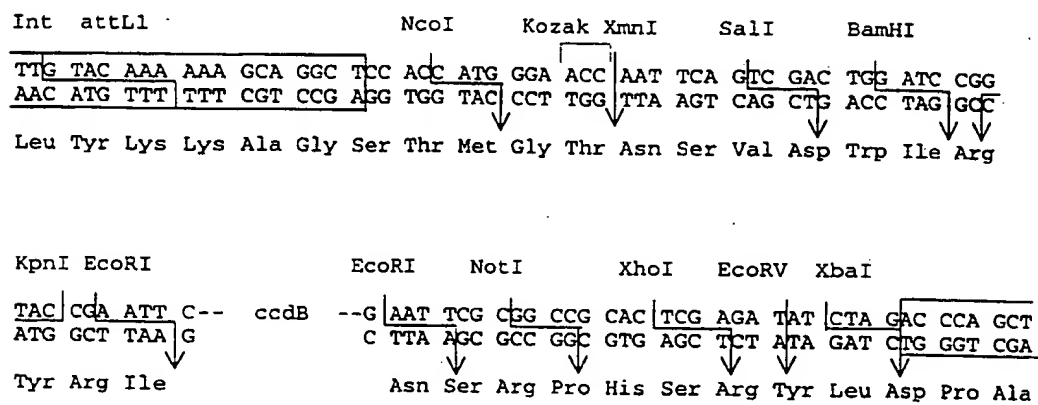 Int attL1 NcoI Kozak XmnI SalI BamHI
TTG TAC AAA AAA GCA GGC TCC ACC ATG GGA ACC AAT TCA GTC GAC TGG ATC CGG
AAC ATG TTT TTT CGT CCG AGG TGG TAC CCT TGG TTA AGT CAG CTG ACC TAG GCC
Leu Tyr Lys Lys Ala Gly Ser Thr Met Gly Thr Asn Ser Val Asp Trp Ile Arg
KpnI EcoRI EcoRI NotI XhoI EcoRV XbaI
TAC CGA ATT C-- ccdB --G AAT TCG CGG CCG CAC TCG AGA TAT CTA GAC CCA GCT
ATG GCT TAA G C TTA AGC GCC GGC GTG AGC TCT ATA GAT CTG GGT CGA
Tyr Arg Ile Asn Ser Arg Pro His Ser Arg Tyr Leu Asp Pro Ala